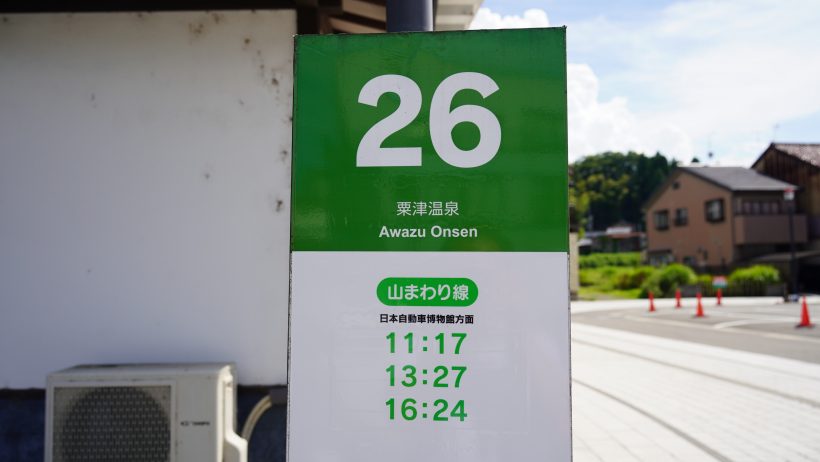 26
粟津温泉
Awazu Onsen
山まわり線
日本自動車博物館方面
11:17
13:27
16:24